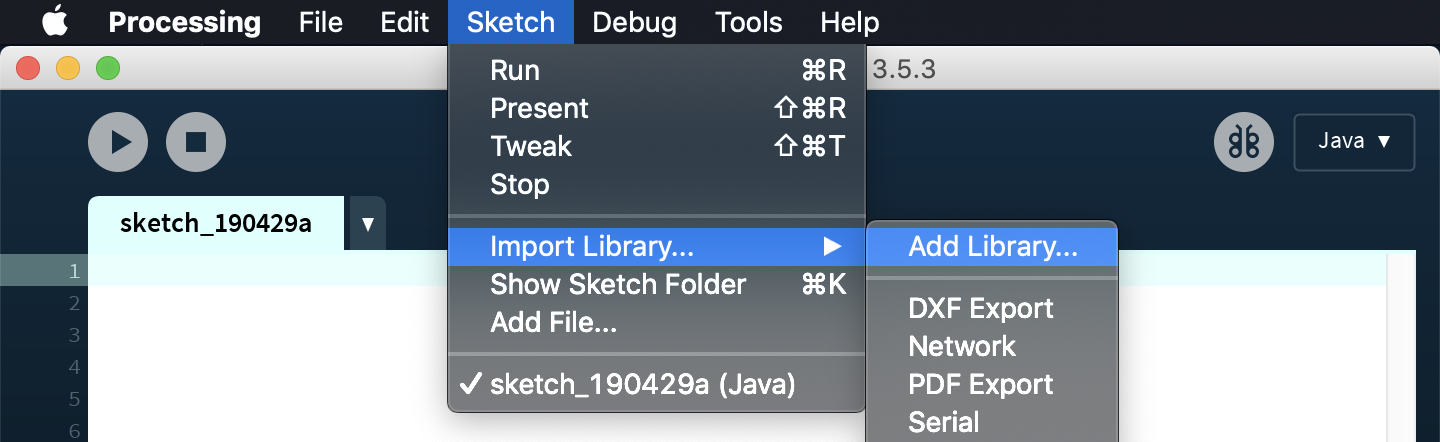 Processing File Edit Sketch Debug Tools Help
3.5.3
Run ⌘R
Present ⇧⌘R
Tweak ⇧⌘T
Stop
Java ▼
sketch_190429a ▼
Import Library... ▶
Show Sketch Folder ⌘K
Add File...
✓ sketch_190429a (Java)
Add Library...
DXF Export
Network
PDF Export
Serial
1
2
3
4
5
6